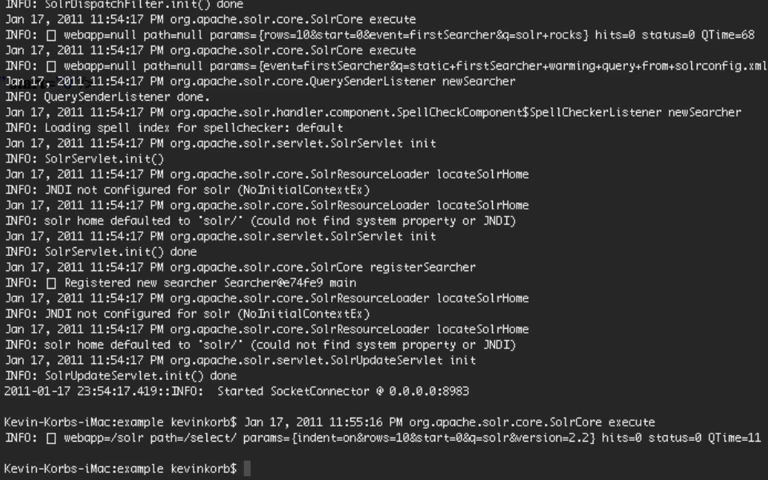 INFO: SolrDispatchFilter.init() done
Jan 17, 2011 11:54:17 PM org.apache.solr.core.SolrCore execute
INFO: [] webapp=null path=null params={rows=10&start=0&event=firstSearcher&q=solr+rocks} hits=0 status=0 QTime=68
Jan 17, 2011 11:54:17 PM org.apache.solr.core.SolrCore execute
INFO: [] webapp=null path=null params={event=firstSearcher&q=static+firstSearcher+warming+query+from+solrconfig.xml
Jan 17, 2011 11:54:17 PM org.apache.solr.core.QuerySenderListener newSearcher
INFO: QuerySenderListener done.
Jan 17, 2011 11:54:17 PM org.apache.solr.handler.component.SpellCheckComponent$SpellCheckerListener newSearcher
INFO: Loading spell index for spellchecker: default
Jan 17, 2011 11:54:17 PM org.apache.solr.servlet.SolrServlet init
INFO: SolrServlet.init()
Jan 17, 2011 11:54:17 PM org.apache.solr.core.SolrResourceLoader locateSolrHome
INFO: JNDI not configured for solr (NoInitialContextEx)
Jan 17, 2011 11:54:17 PM org.apache.solr.core.SolrResourceLoader locateSolrHome
INFO: solr home defaulted to 'solr/' (could not find system property or JNDI)
Jan 17, 2011 11:54:17 PM org.apache.solr.servlet.SolrServlet init
INFO: SolrServlet.init() done
Jan 17, 2011 11:54:17 PM org.apache.solr.core.SolrCore registerSearcher
INFO: [] Registered new searcher Searcher@e74fe9 main
Jan 17, 2011 11:54:17 PM org.apache.solr.core.SolrResourceLoader locateSolrHome
INFO: JNDI not configured for solr (NoInitialContextEx)
Jan 17, 2011 11:54:17 PM org.apache.solr.core.SolrResourceLoader locateSolrHome
INFO: solr home defaulted to 'solr/' (could not find system property or JNDI)
Jan 17, 2011 11:54:17 PM org.apache.solr.servlet.SolrUpdateServlet init
INFO: SolrUpdateServlet.init() done
2011-01-17 23:54:17.419::INFO:  Started SocketConnector @ 0.0.0.0:8983
Kevin-Korbs-iMac:example kevinkorb$ Jan 17, 2011 11:55:16 PM org.apache.solr.core.SolrCore execute
INFO: [] webapp=/solr path=/select/ params={indent=on&rows=10&start=0&q=solr&version=2.2} hits=0 status=0 QTime=11
Kevin-Korbs-iMac:example kevinkorb$